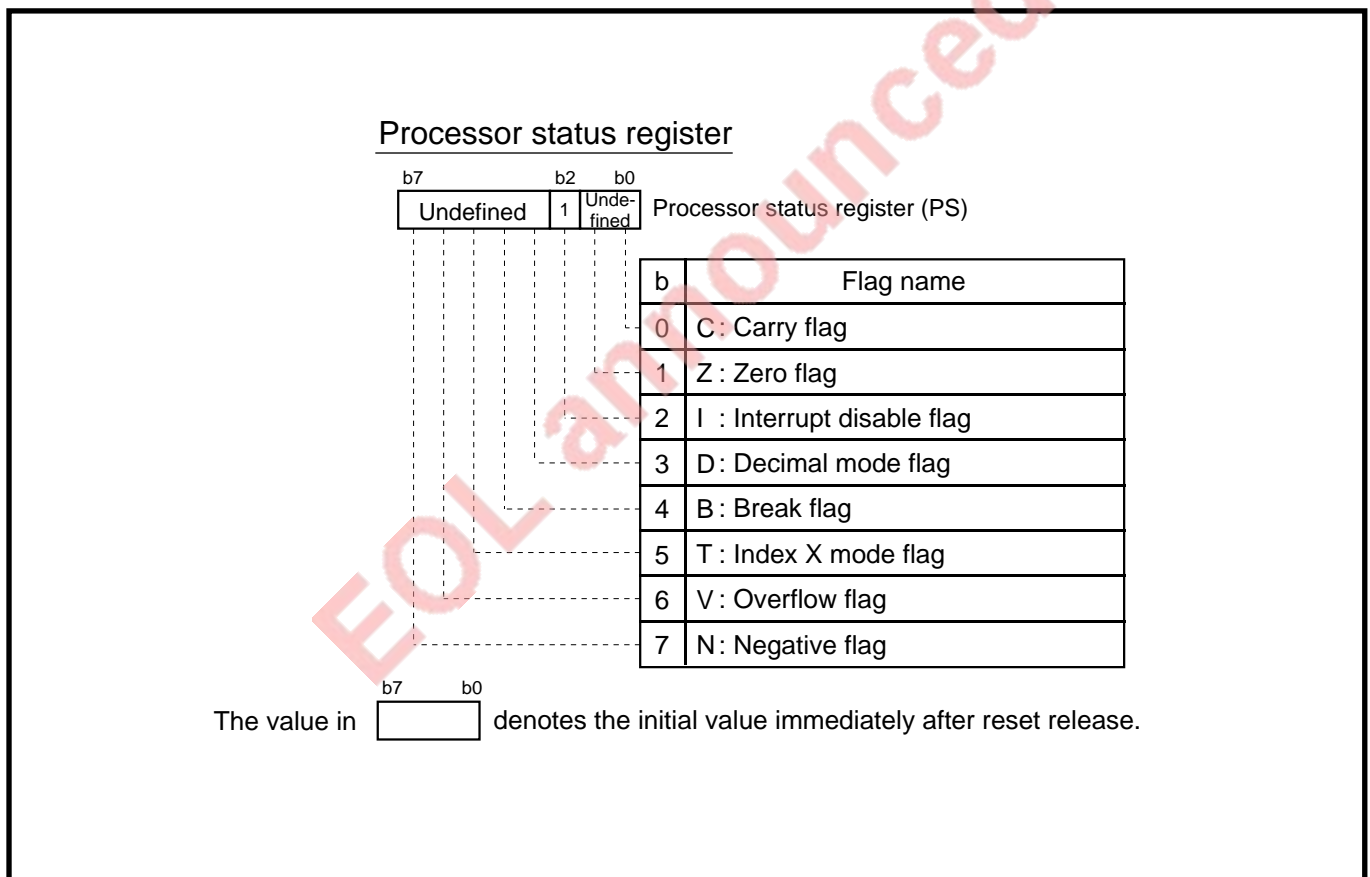 EOL announced
Processor status register
b7 b2 b0
Undefined 1 Unde-
fined
Processor status register (PS)
b Flag name
0 C : Carry flag
1 Z : Zero flag
2 I : Interrupt disable flag
3 D : Decimal mode flag
4 B : Break flag
5 T : Index X mode flag
6 V : Overflow flag
7 N : Negative flag
b7 b0
The value in denotes the initial value immediately after reset release.